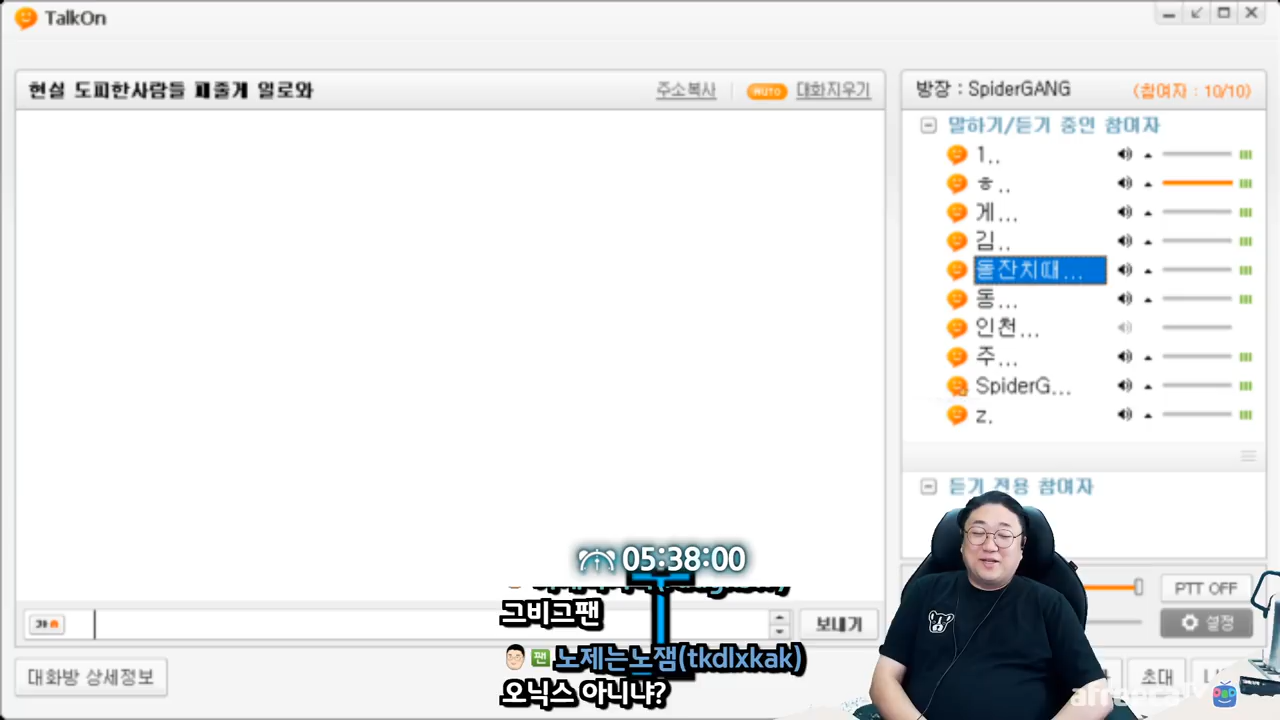 TalkOn
현실 도피한사람들 패줄게 일로와
주소복사
AUTO
대화지우기
방장 : SpiderGANG
(참여자 : 10/10)
말하기/듣기 중인 참여자
1..
ㅎ..
게...
김..
돌잔치때...
동...
인천...
주...
SpiderG...
z.
듣기 전용 참여자
05:38:00
PTT OFF
그비그팬
보내기
설정
팬 노제는노잼(tkdlxkak)
대화방 상세정보
초대
오닉스 아니냐?